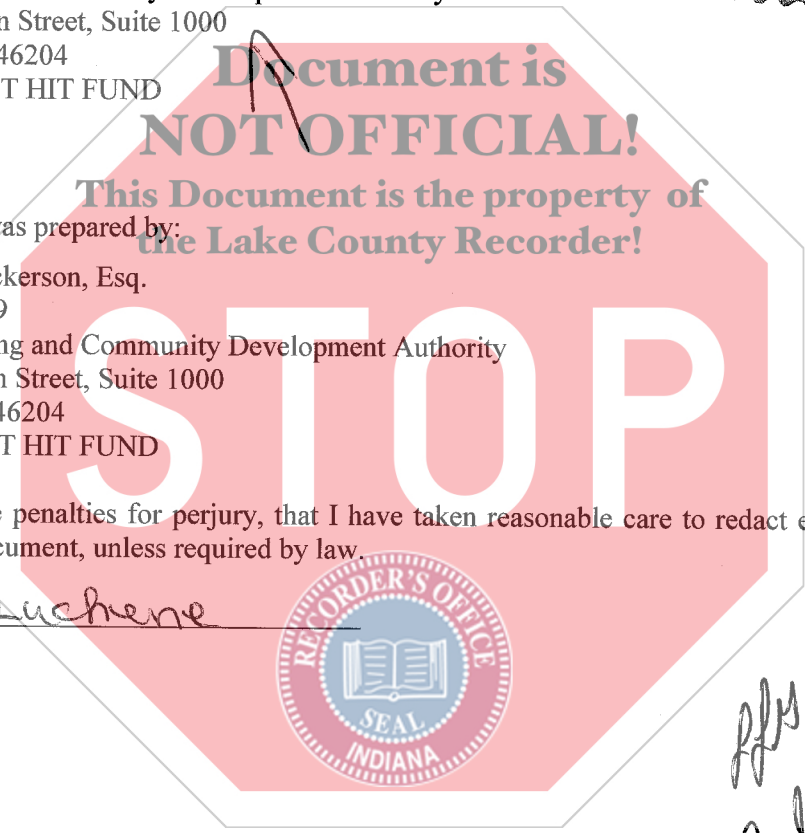 n Street, Suite 1000
46204
T HIT FUND
Document is
NOT OFFICIAL!
This Document is the property of
the Lake County Recorder!
as prepared by:
ckerson, Esq.
9
ng and Community Development Authority
n Street, Suite 1000
46204
T HIT FUND
STOP
e penalties for perjury, that I have taken reasonable care to redact e
cument, unless required by law.
Luchene
RECORDER'S OFFICE
SEAL
INDIANA